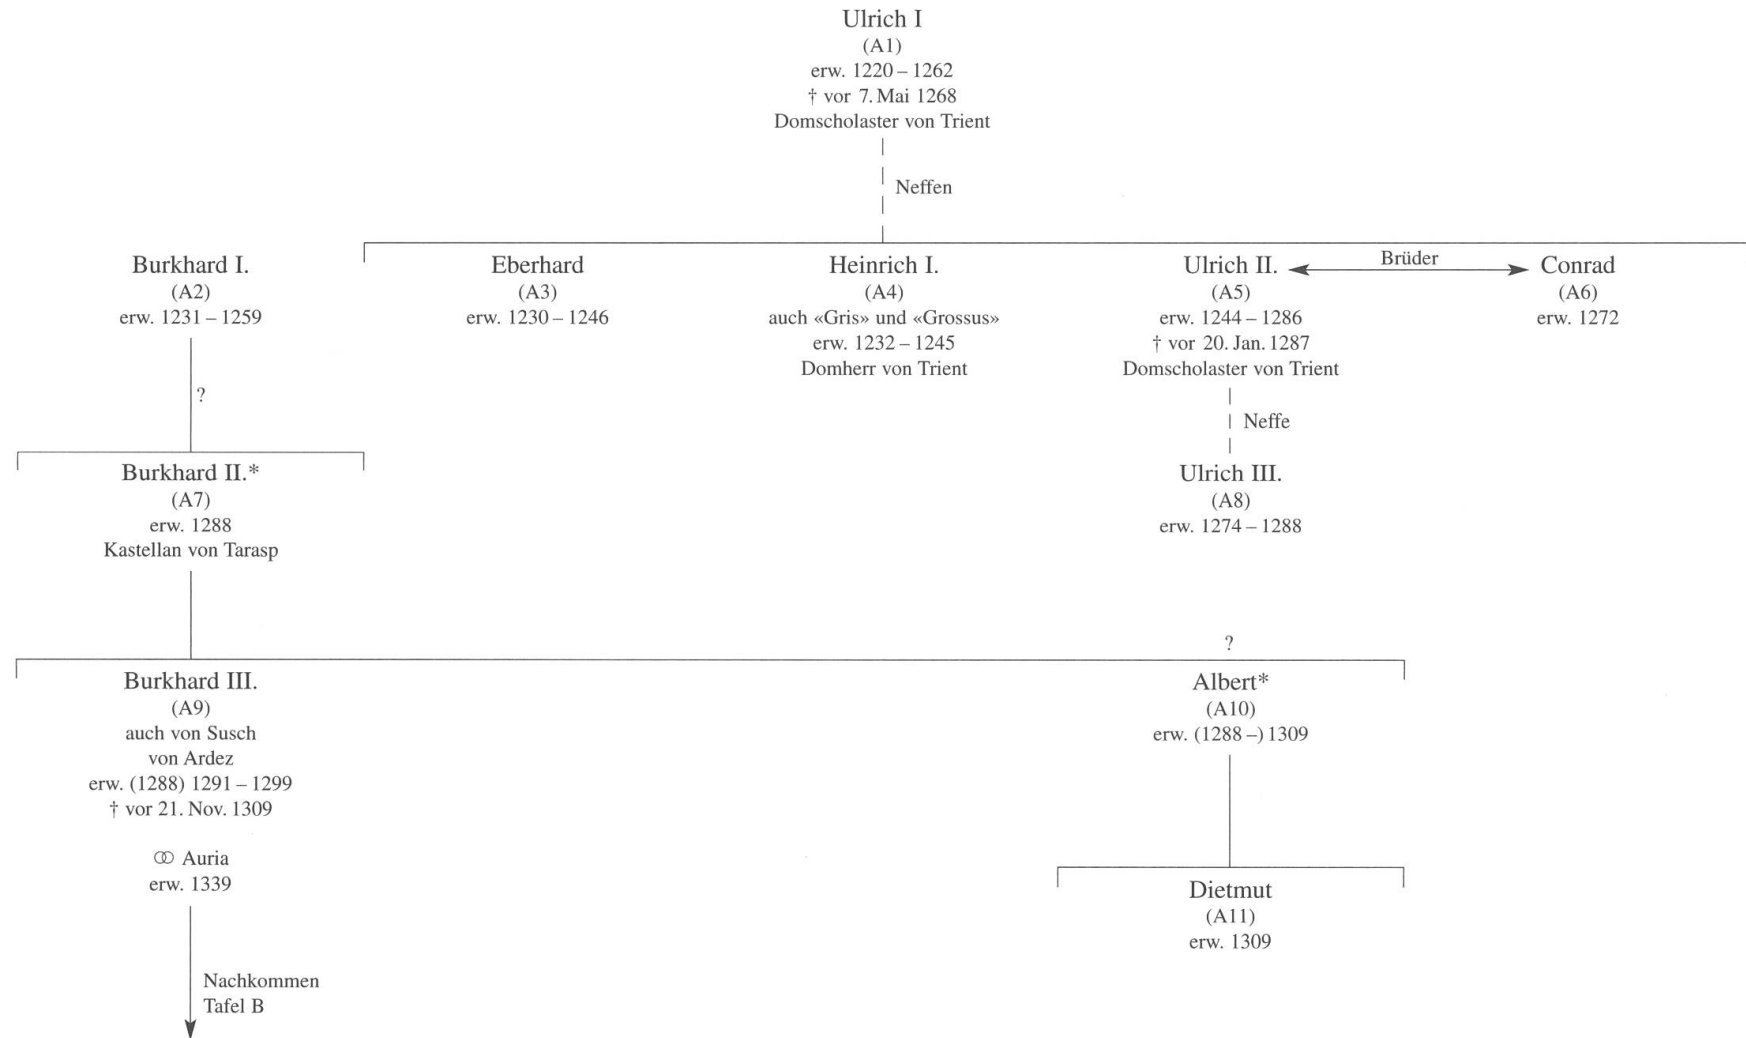 Ulrich I
(A1)
erw. 1220 – 1262
† vor 7. Mai 1268
Domscholaster von Trient
Neffen
Burkhard I.
(A2)
erw. 1231 – 1259
Eberhard
(A3)
erw. 1230 – 1246
Heinrich I.
(A4)
auch «Gris» und «Grossus»
erw. 1232 – 1245
Domherr von Trient
Ulrich II.
(A5)
erw. 1244 – 1286
† vor 20. Jan. 1287
Domscholaster von Trient
Brüder
Conrad
(A6)
erw. 1272
?
Neffe
Burkhard II.*
(A7)
erw. 1288
Kastellan von Tarasp
Ulrich III.
(A8)
erw. 1274 – 1288
?
Burkhard III.
(A9)
auch von Susch
von Ardez
erw. (1288) 1291 – 1299
† vor 21. Nov. 1309
⚭ Auria
erw. 1339
Albert*
(A10)
erw. (1288 –) 1309
Dietmut
(A11)
erw. 1309
Nachkommen
Tafel B